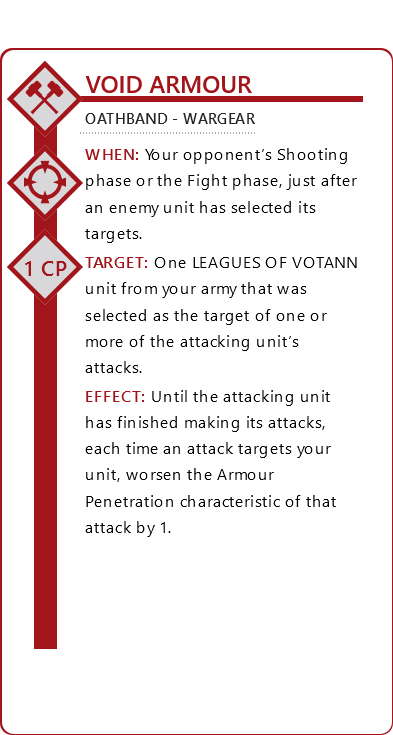 VOID ARMOUR
OATHBAND - WARGEAR
WHEN: Your opponent's Shooting
phase or the Fight phase, just after
an enemy unit has selected its
targets.
1 CP
TARGET: One LEAGUES OF VOTANN
unit from your army that was
selected as the target of one or
more of the attacking unit's
attacks.
EFFECT: Until the attacking unit
has finished making its attacks,
each time an attack targets your
unit, worsen the Armour
Penetration characteristic of that
attack by 1.